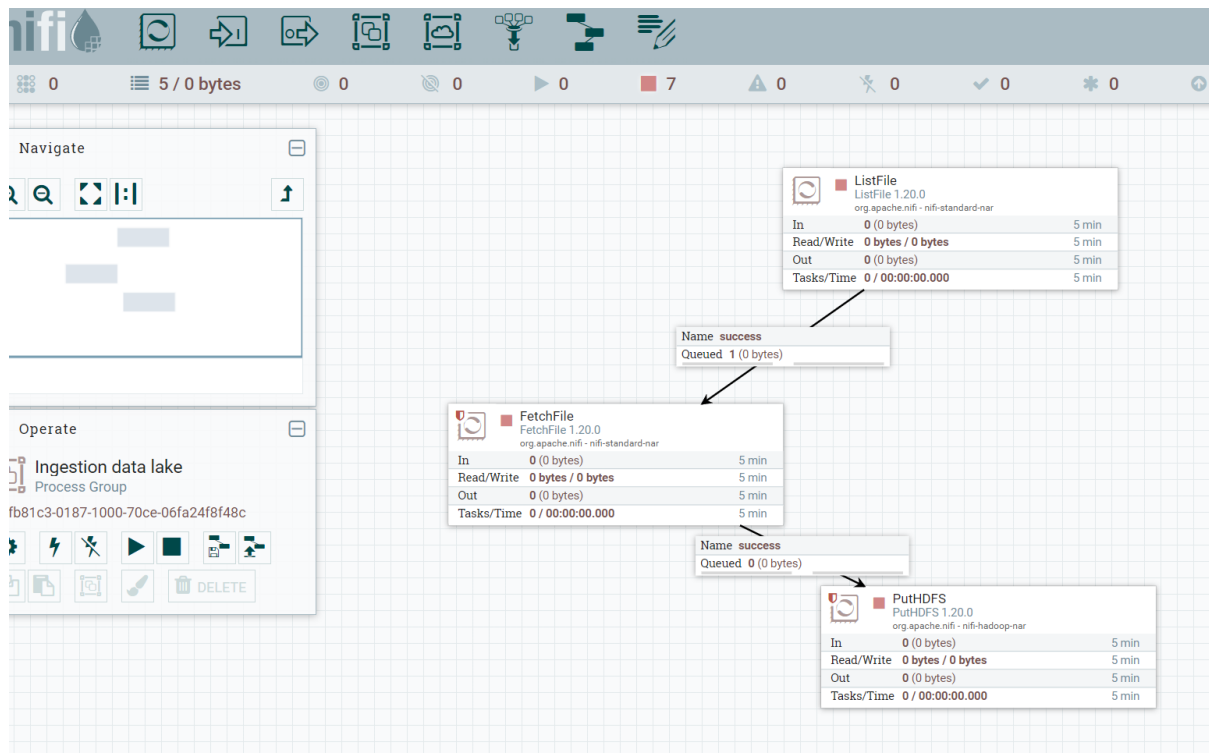 nifi
0 5 / 0 bytes 0 0 0 7 0 0 0 0
Navigate
ListFile
ListFile 1.20.0
org.apache.nifi - nifi-standard-nar
In 0 (0 bytes) 5 min
Read/Write 0 bytes / 0 bytes 5 min
Out 0 (0 bytes) 5 min
Tasks/Time 0 / 00:00:00.000 5 min
Name success
Queued 1 (0 bytes)
FetchFile
FetchFile 1.20.0
org.apache.nifi - nifi-standard-nar
In 0 (0 bytes) 5 min
Read/Write 0 bytes / 0 bytes 5 min
Out 0 (0 bytes) 5 min
Tasks/Time 0 / 00:00:00.000 5 min
Name success
Queued 0 (0 bytes)
PutHDFS
PutHDFS 1.20.0
org.apache.nifi - nifi-hadoop-nar
In 0 (0 bytes) 5 min
Read/Write 0 bytes / 0 bytes 5 min
Out 0 (0 bytes) 5 min
Tasks/Time 0 / 00:00:00.000 5 min
Operate
Ingestion data lake
Process Group
fb81c3-0187-1000-70ce-06fa24f8f48c
DELETE